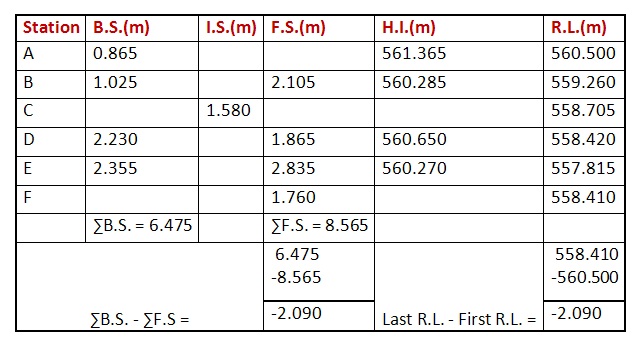 Station B.S.(m) I.S.(m) F.S.(m) H.I.(m) R.L.(m)
A 0.865 561.365 560.500
B 1.025 2.105 560.285 559.260
C 1.580 558.705
D 2.230 1.865 560.650 558.420
E 2.355 2.835 560.270 557.815
F 1.760 558.410
∑B.S. = 6.475 ∑F.S. = 8.565
6.475 558.410
-8.565 -560.500
∑B.S. - ∑F.S = -2.090 Last R.L. - First R.L. = -2.090